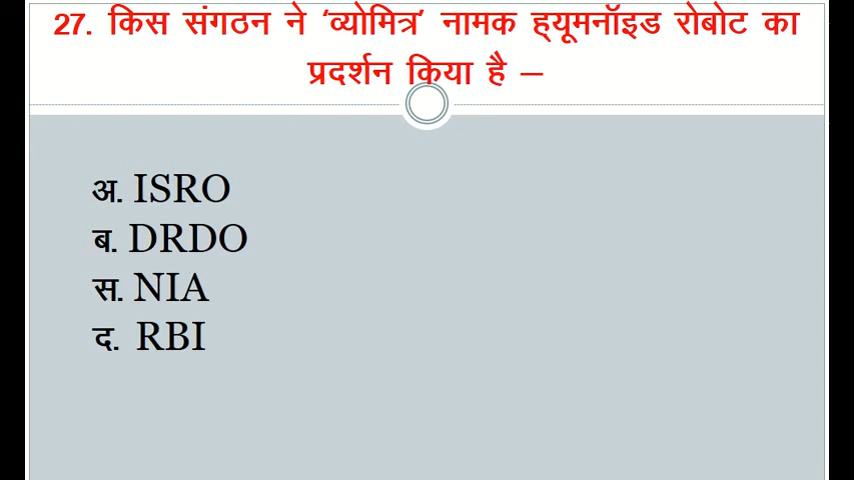 27. किस संगठन ने 'व्योमित्र' नामक ह्यूमनॉइड रोबोट का
प्रदर्शन किया है –
अ. ISRO
ब. DRDO
स. NIA
द. RBI